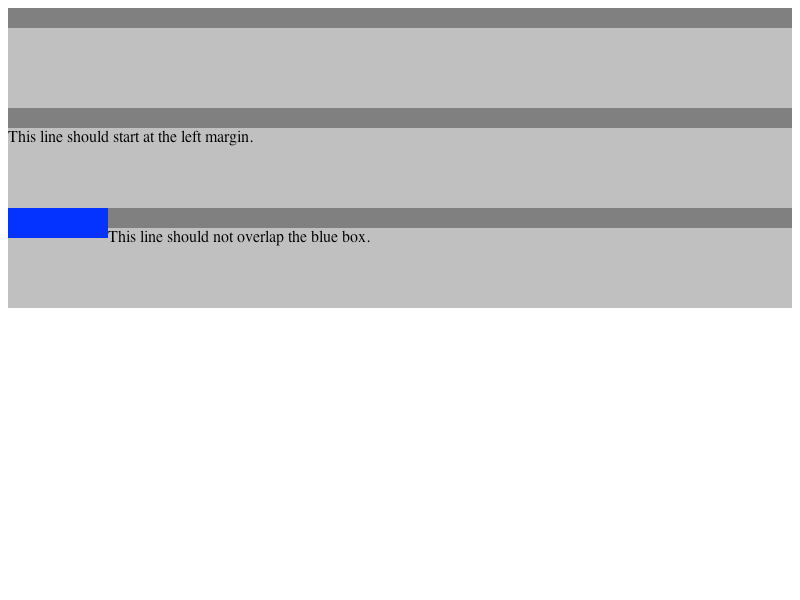 This line should start at the left margin.
This line should not overlap the blue box.